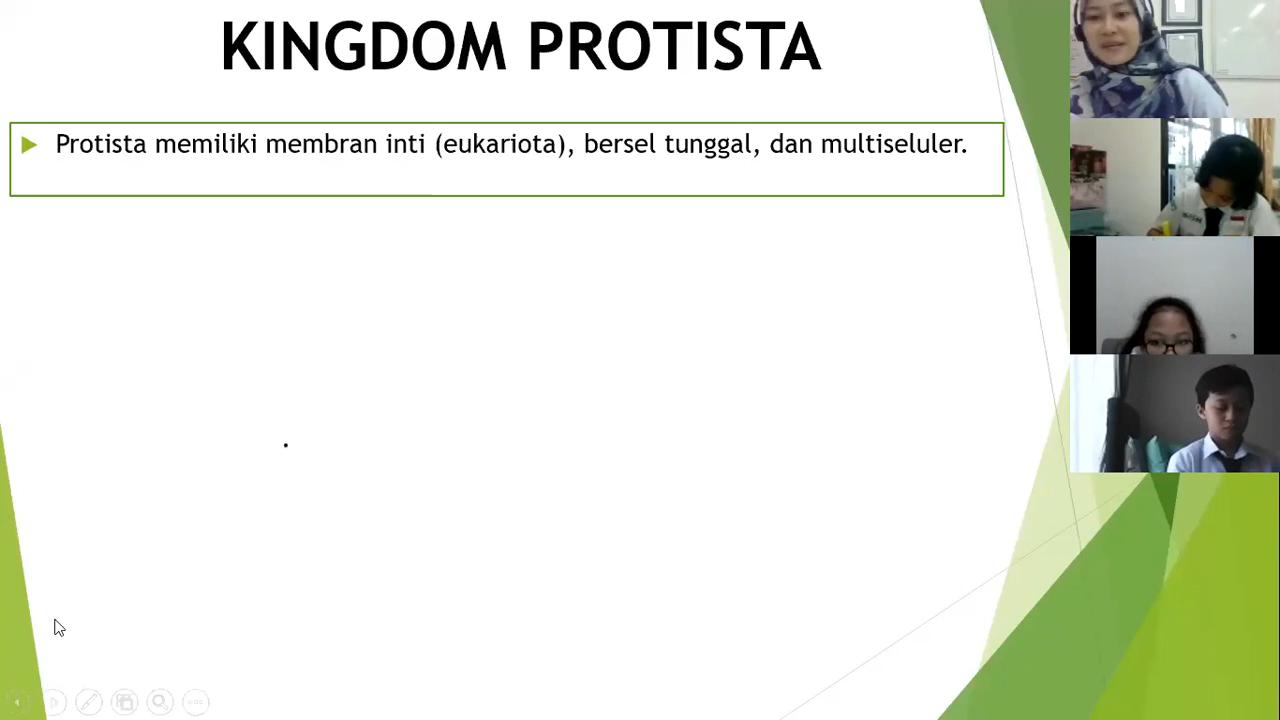 KINGDOM PROTISTA
Protista memiliki membran inti (eukariota), bersel tunggal, dan multiseluler.